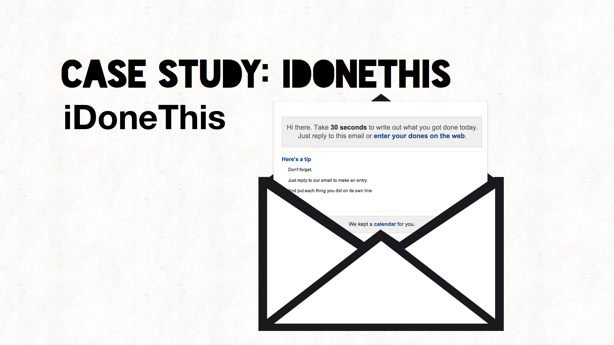 CASE STUDY: IDONETHIS
iDoneThis
Hi there. Take 30 seconds to write out what you got done today.
Just reply to this email or enter your dones on the web.
Here's a tip
Don't forget.
Just reply to our email to make an entry.
And put each thing you did on its own line
We kept a calendar for you.